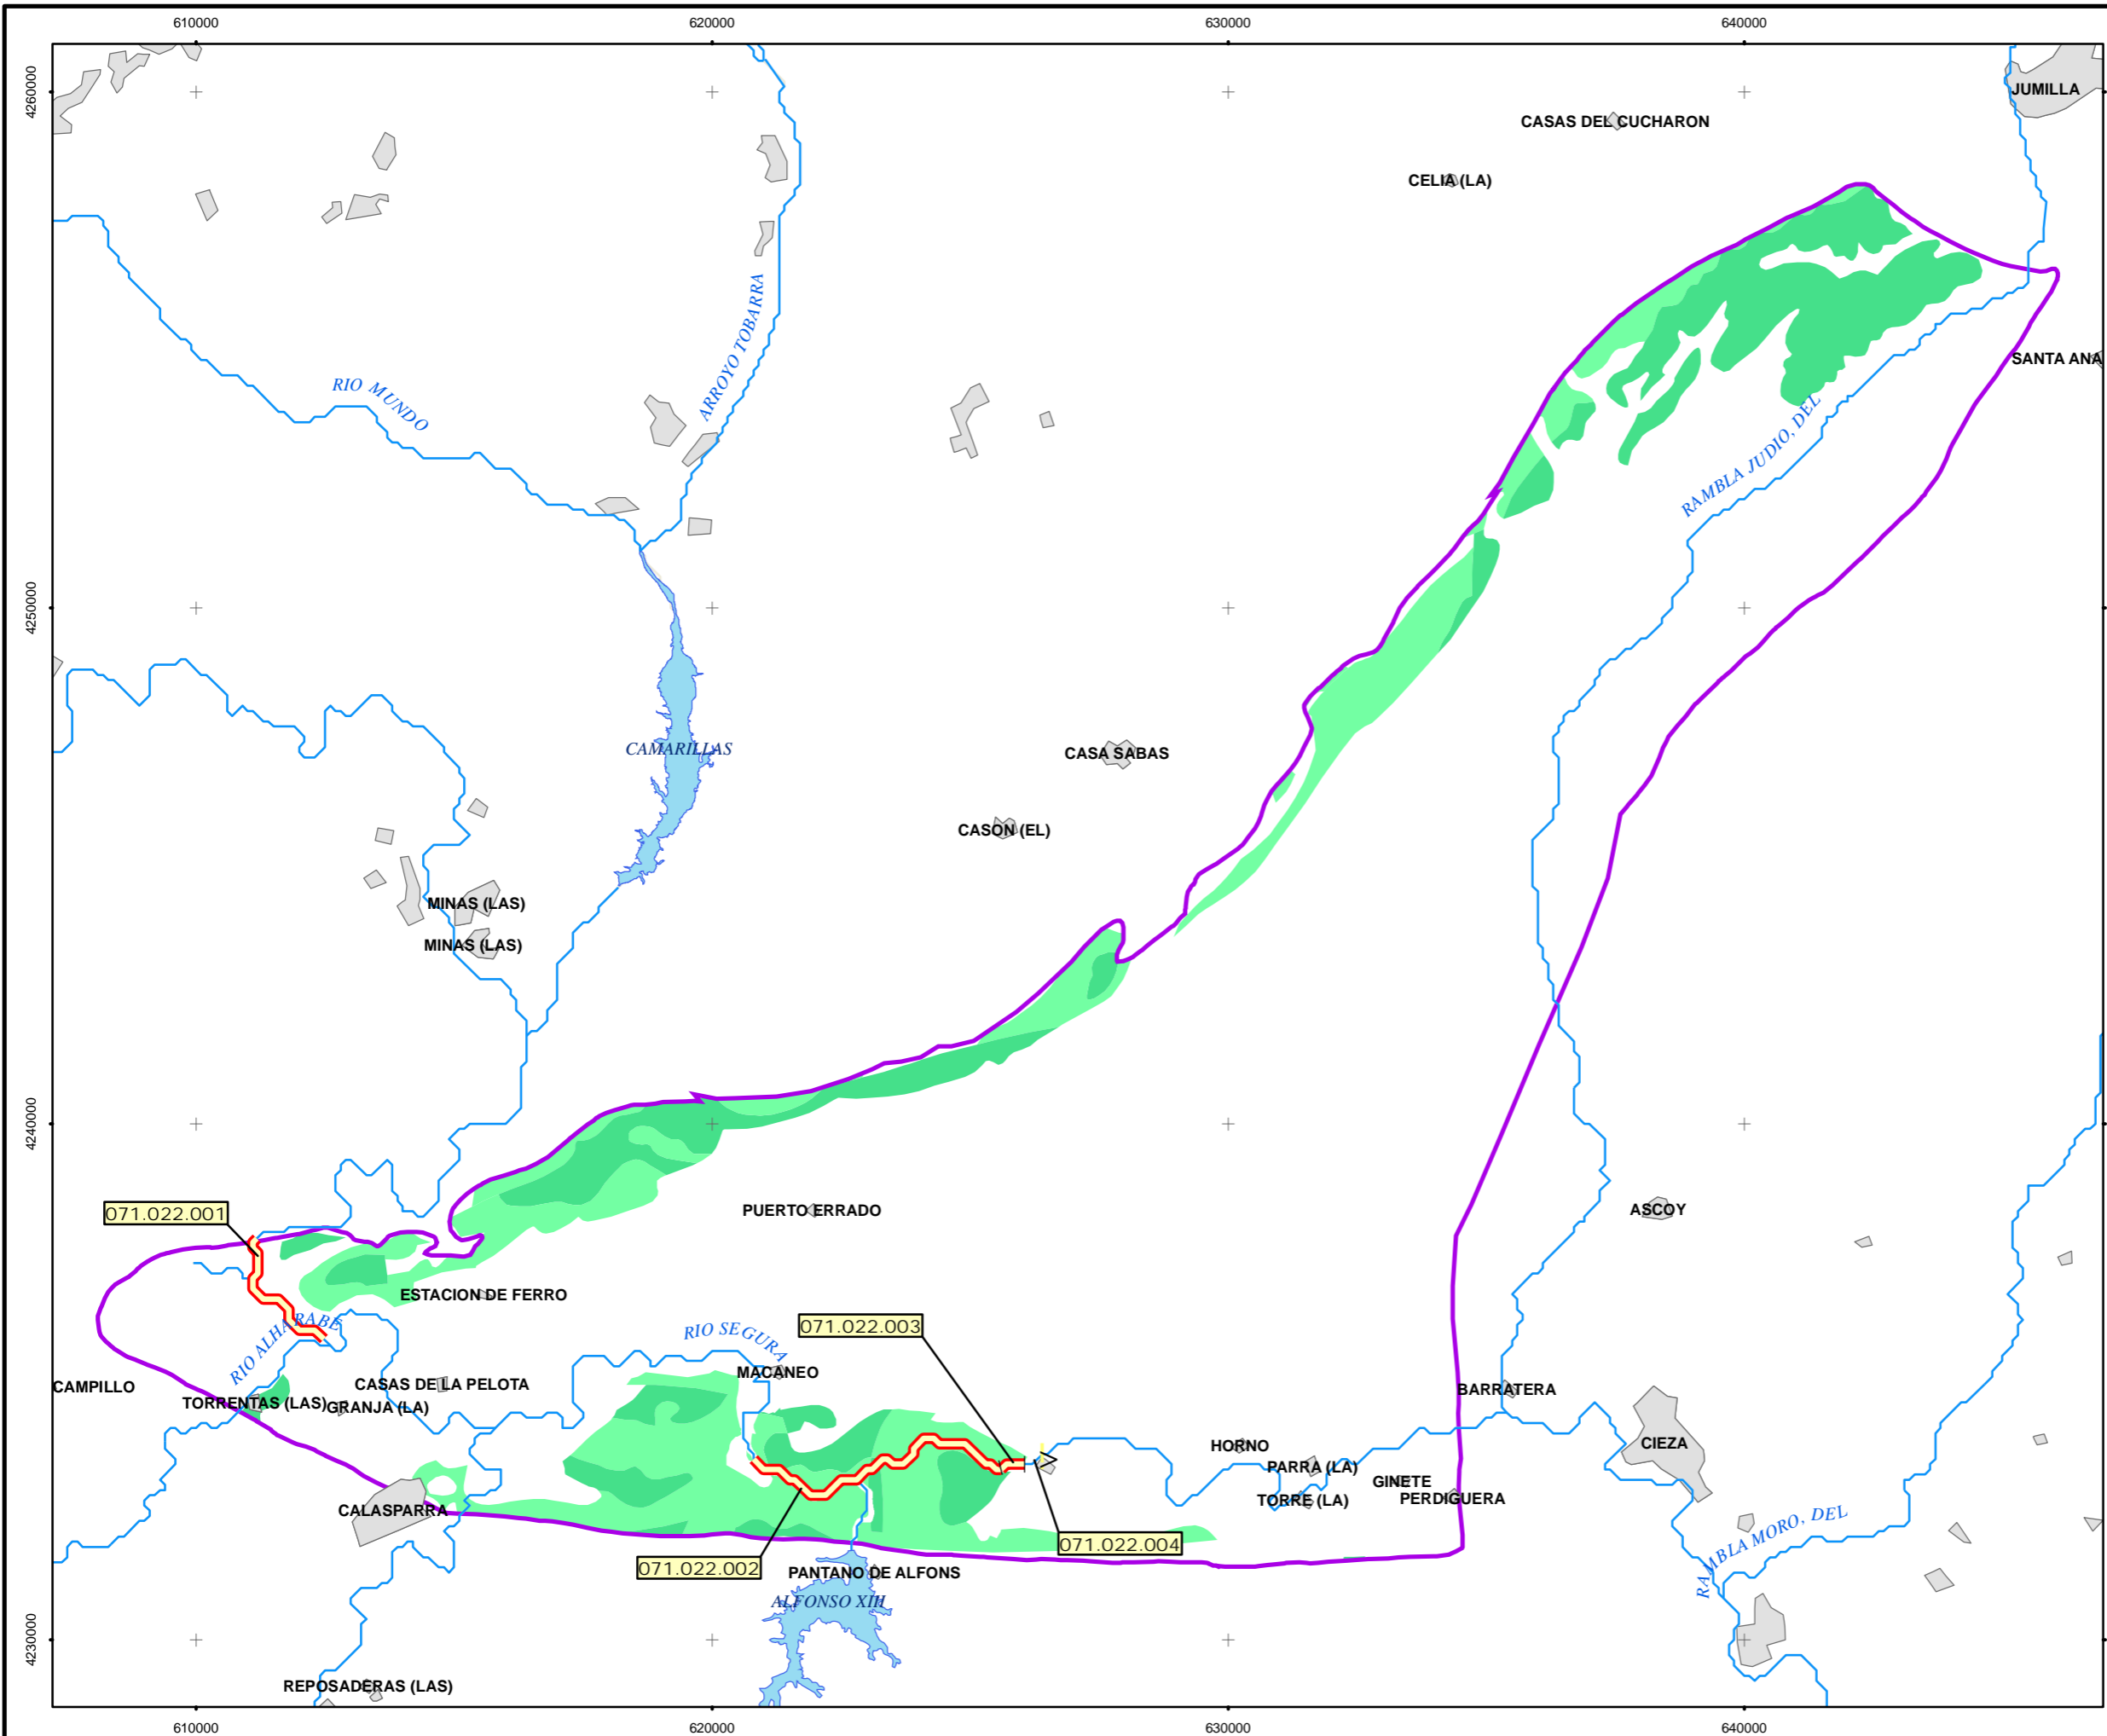 610000
620000
630000
640000
4260000
JUMILLA
CASAS DEL CUCHARON
CELIA (LA)
ARROYO TOBARRA
SANTA ANA
RIO MUNDO
RAMBLA JUDIO, DEL
4250000
CAMARILLAS
CASA SABAS
CASON (EL)
MINAS (LAS)
MINAS (LAS)
4240000
071.022.001
PUERTO ERRADO
ASCOY
ESTACION DE FERRO
071.022.003
RIO ALHARABE
RIO SEGURA
MACANEO
CAMPILLO
CASAS DE LA PELOTA
BARRATERA
TORRENTAS (LAS)
GRANJA (LA)
HORNO
CIEZA
PARRA (LA)
GINETE
TORRE (LA)
PERDIGUERA
CALASPARRA
071.022.004
071.022.002
PANTANO DE ALFONS
RAMBLA MORO, DEL
ALFONSO XIII
4230000
REPOSADERAS (LAS)
610000
620000
630000
640000